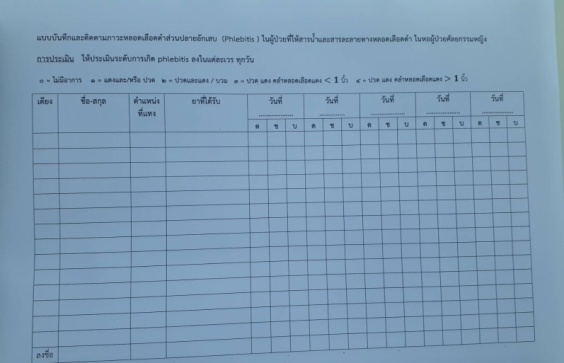 แบบบันทึกและติดตามภาวะหลอดเลือดดำส่วนปลายอักเสบ (Phlebitis ) ในผู้ป่วยที่ให้สารน้ำและสารละลายทางหลอดเลือดดำ ในหอผู้ป่วยศัลยกรรมหญิง
การประเมิน ให้ประเมินระดับการเกิด phlebitis ลงในแต่ละเวร ทุกวัน
๐ = ไม่มีอาการ ๑ = แดงและ/หรือ ปวด ๒ = ปวดและแดง / บวม ๓ = ปวด แดง คลำหลอดเลือดแดง < 1 นิ้ว ๔ = ปวด แดง คลำหลอดเลือดแดง > 1 นิ้ว
เตียง ชื่อ-สกุล ตำแหน่งที่แทง ยาที่ได้รับ วันที่ วันที่ วันที่ วันที่ วันที่
ด ช บ ด ช บ ด ช บ ด ช บ ด ช บ
ลงชื่อ